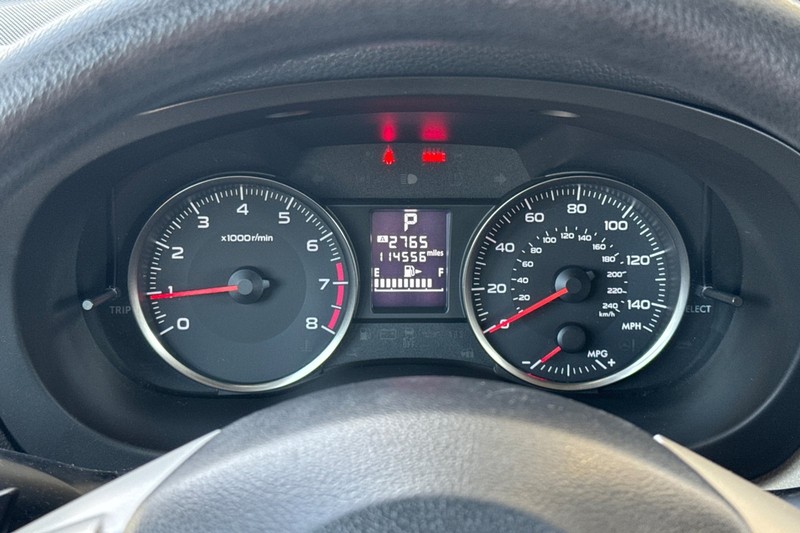 P
A 2765
114556 miles
E F
0 1 2 3 4 5 6 7 8
x1000r/min
0 20 40 60 80 100 120 140
20 40 60 80 100 120 140 160 180 200 220 240
km/h
MPH
MPG
- +
TRIP
SELECT